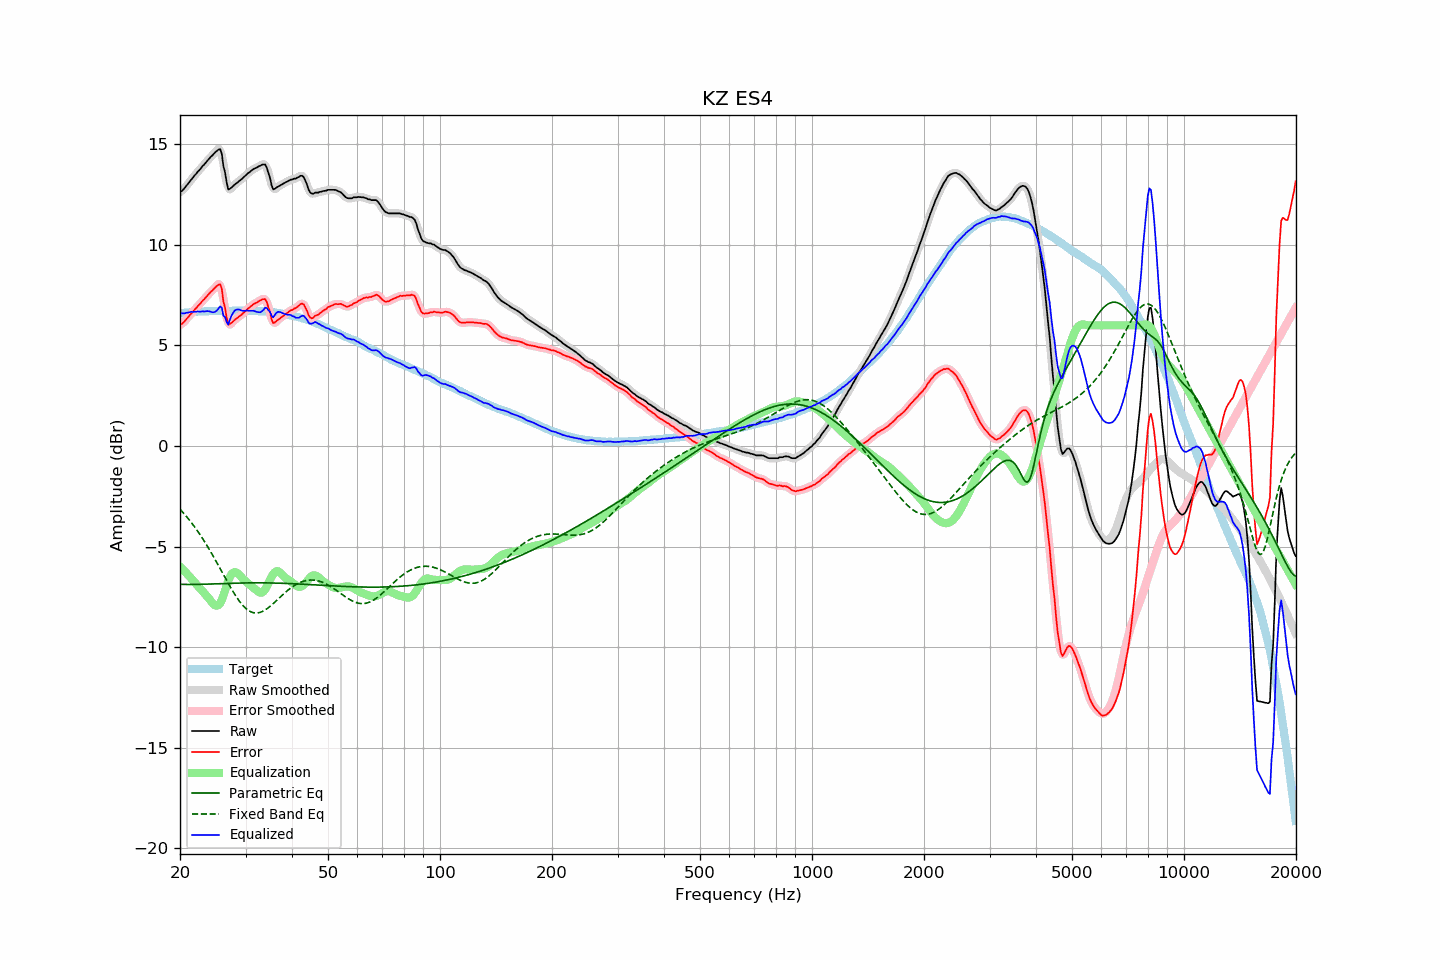 KZ ES4
Amplitude (dBr)
15
10
5
0
−5
−10
−15
−20
Target
Raw Smoothed
Error Smoothed
Raw
Error
Equalization
Parametric Eq
Fixed Band Eq
Equalized
20 50 100 200 500 1000 2000 5000 10000 20000
Frequency (Hz)